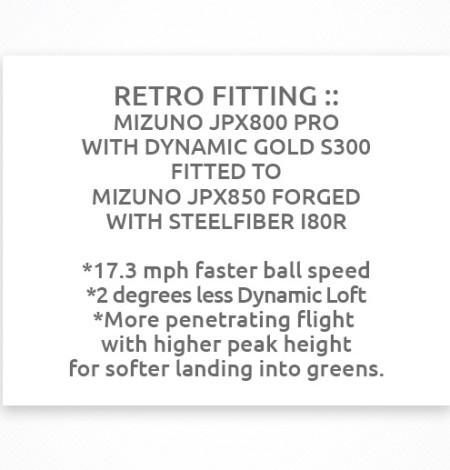 RETRO FITTING ::
MIZUNO JPX800 PRO
WITH DYNAMIC GOLD S300
FITTED TO
MIZUNO JPX850 FORGED
WITH STEELFIBER I80R
*17.3 mph faster ball speed
*2 degrees less Dynamic Loft
*More penetrating flight
with higher peak height
for softer landing into greens.